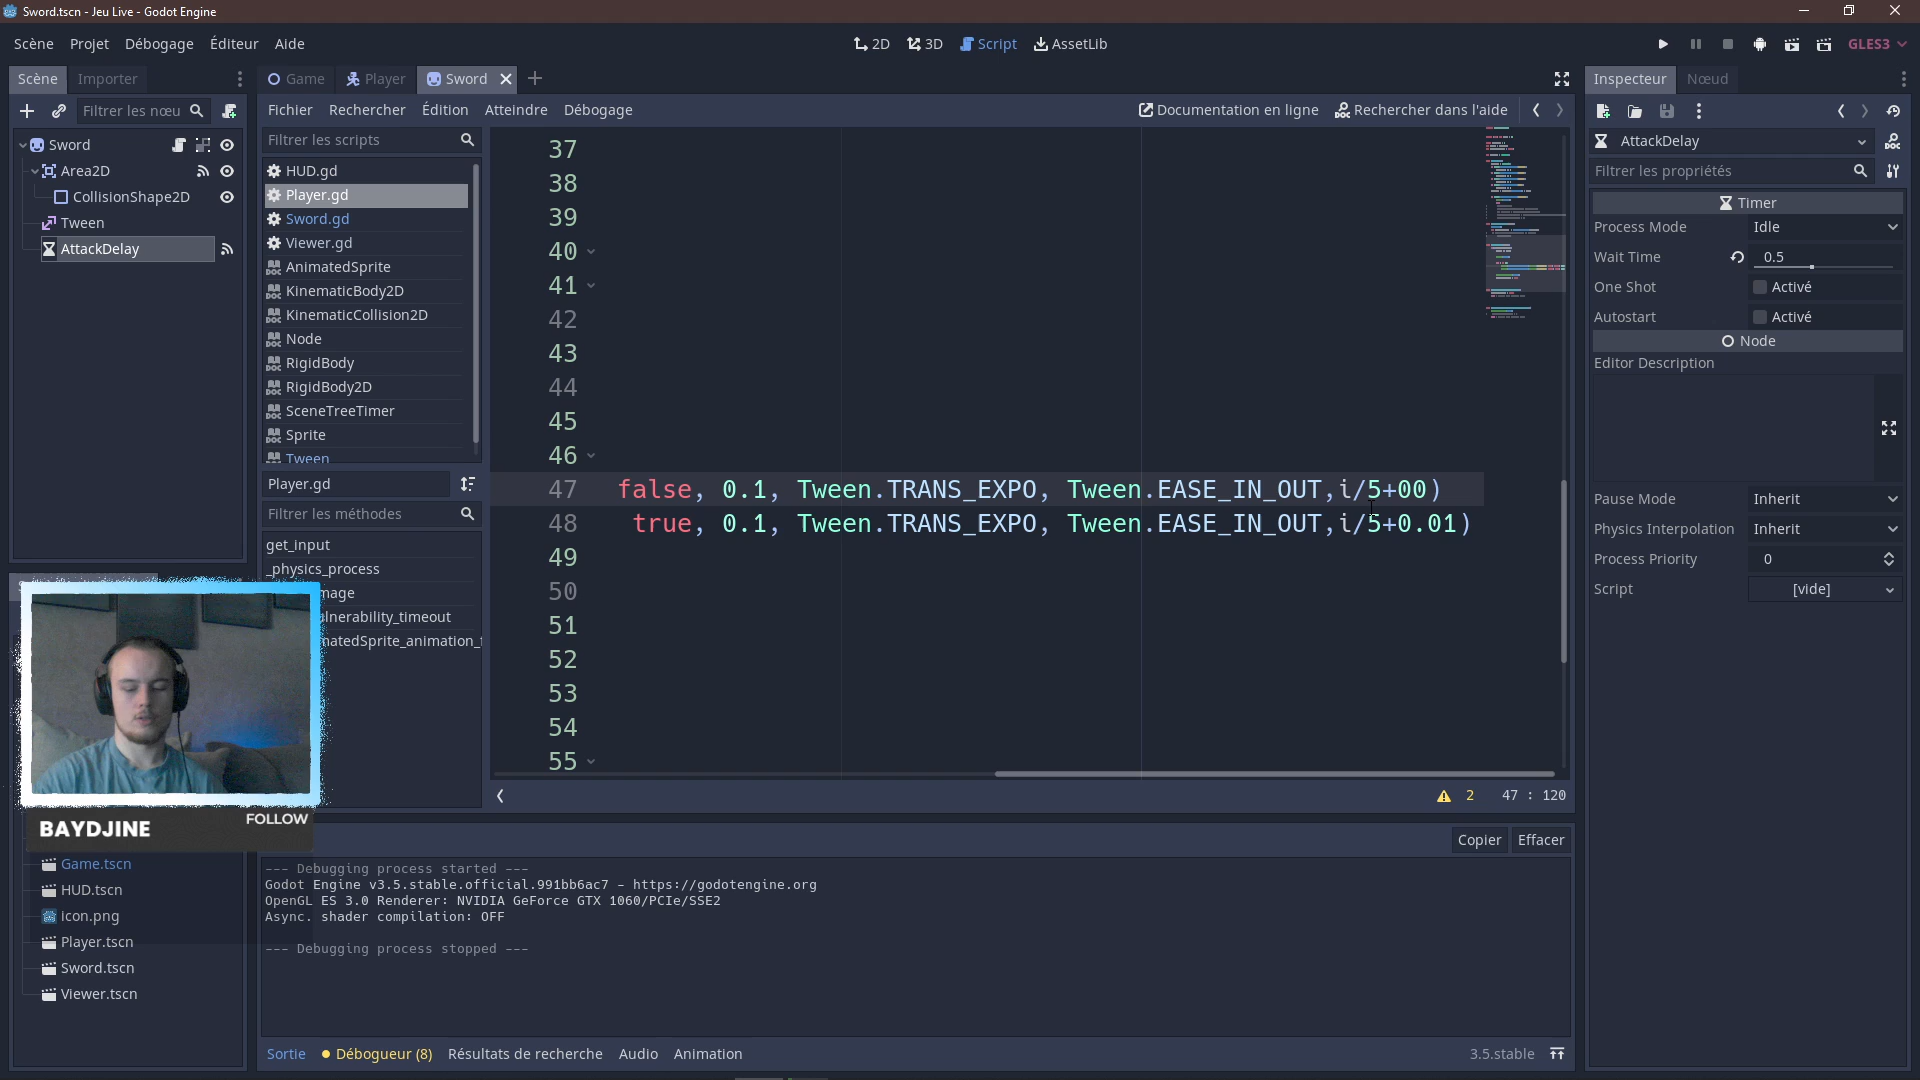 Sword.tscn - Jeu Live - Godot Engine
Scène Projet Débogage Éditeur Aide
2D 3D Script AssetLib
GLES3
Scène Importer
Game Player Sword
Inspecteur Nœud
Filtrer les nœu
Fichier Rechercher Édition Atteindre Débogage
Documentation en ligne Rechercher dans l'aide
Sword
Area2D
CollisionShape2D
Tween
AttackDelay
Filtrer les scripts
HUD.gd
Player.gd
Sword.gd
Viewer.gd
AnimatedSprite
KinematicBody2D
KinematicCollision2D
Node
RigidBody
RigidBody2D
SceneTreeTimer
Sprite
Tween
Player.gd
Filtrer les méthodes
get_input
_physics_process
mage
lnerability_timeout
matedSprite_animation_f
37
38
39
40
41
42
43
44
45
46
47 false, 0.1, Tween.TRANS_EXPO, Tween.EASE_IN_OUT,i/5+00)
48 true, 0.1, Tween.TRANS_EXPO, Tween.EASE_IN_OUT,i/5+0.01)
49
50
51
52
53
54
55
2 47 : 120
AttackDelay
Filtrer les propriétés
Timer
Process Mode Idle
Wait Time 0.5
One Shot Activé
Autostart Activé
Node
Editor Description
Pause Mode Inherit
Physics Interpolation Inherit
Process Priority 0
Script [vide]
BAYDJINE FOLLOW
Game.tscn
HUD.tscn
icon.png
Player.tscn
Sword.tscn
Viewer.tscn
Copier Effacer
--- Debugging process started ---
Godot Engine v3.5.stable.official.991bb6ac7 - https://godotengine.org
OpenGL ES 3.0 Renderer: NVIDIA GeForce GTX 1060/PCIe/SSE2
Async. shader compilation: OFF
--- Debugging process stopped ---
Sortie Débogueur (8) Résultats de recherche Audio Animation
3.5.stable